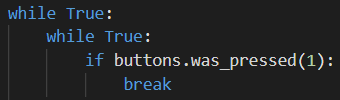 while True:
    while True:
        if buttons.was_pressed(1):
            break